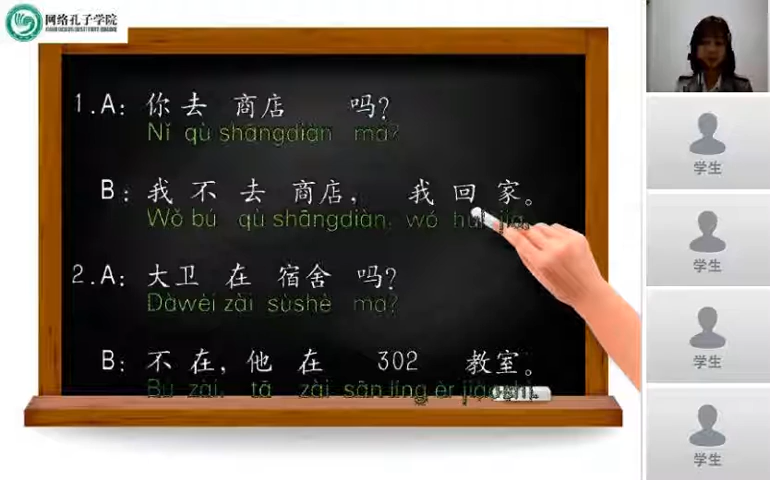 网络孔子学院
1.A: 你去 商店 吗?
Nǐ qù shāngdiàn ma?
B: 我 不 去 商店, 我 回 家。
Wǒ bú qù shāngdiàn, wǒ huí jiā.
2.A: 大卫 在 宿舍 吗?
Dàwèi zài sùshè ma?
B: 不 在, 他 在 302 教室。
Bú zài, tā zài sān líng èr jiàoshì.
学生
学生
学生
学生